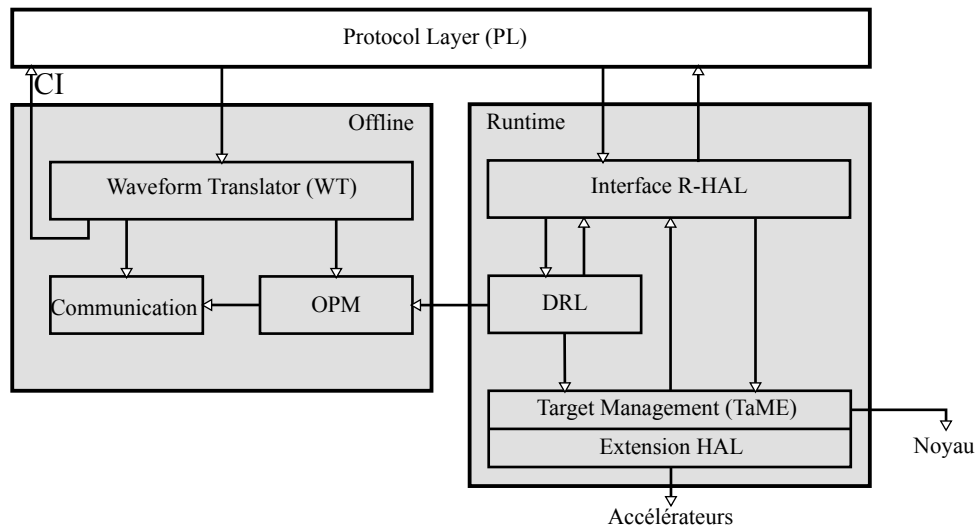 Protocol Layer (PL)
CI
Offline
Runtime
Waveform Translator (WT)
Interface R-HAL
Communication
OPM
DRL
Target Management (TaME)
Extension HAL
Noyau
Accélérateurs